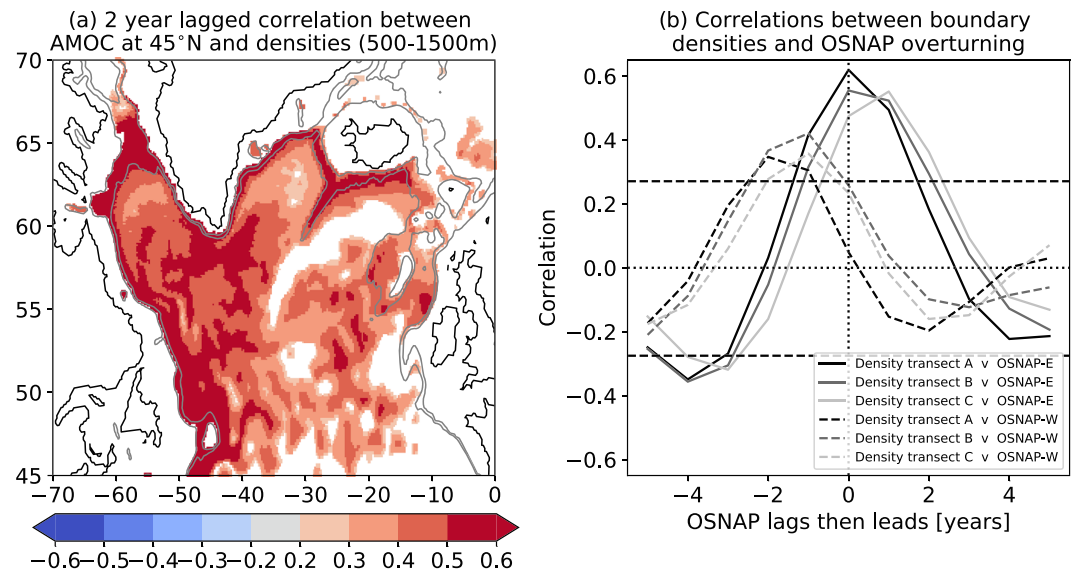 (a) 2 year lagged correlation between
AMOC at 45°N and densities (500-1500m)
70
65
60
55
50
45
−70 −60 −50 −40 −30 −20 −10 0
−0.6 −0.5 −0.4 −0.3 −0.2 0.2 0.3 0.4 0.5 0.6
(b) Correlations between boundary
densities and OSNAP overturning
Correlation
0.6
0.4
0.2
0.0
−0.2
−0.4
−0.6
Density transect A v OSNAP-E
Density transect B v OSNAP-E
Density transect C v OSNAP-E
Density transect A v OSNAP-W
Density transect B v OSNAP-W
Density transect C v OSNAP-W
−4 −2 0 2 4
OSNAP lags then leads [years]